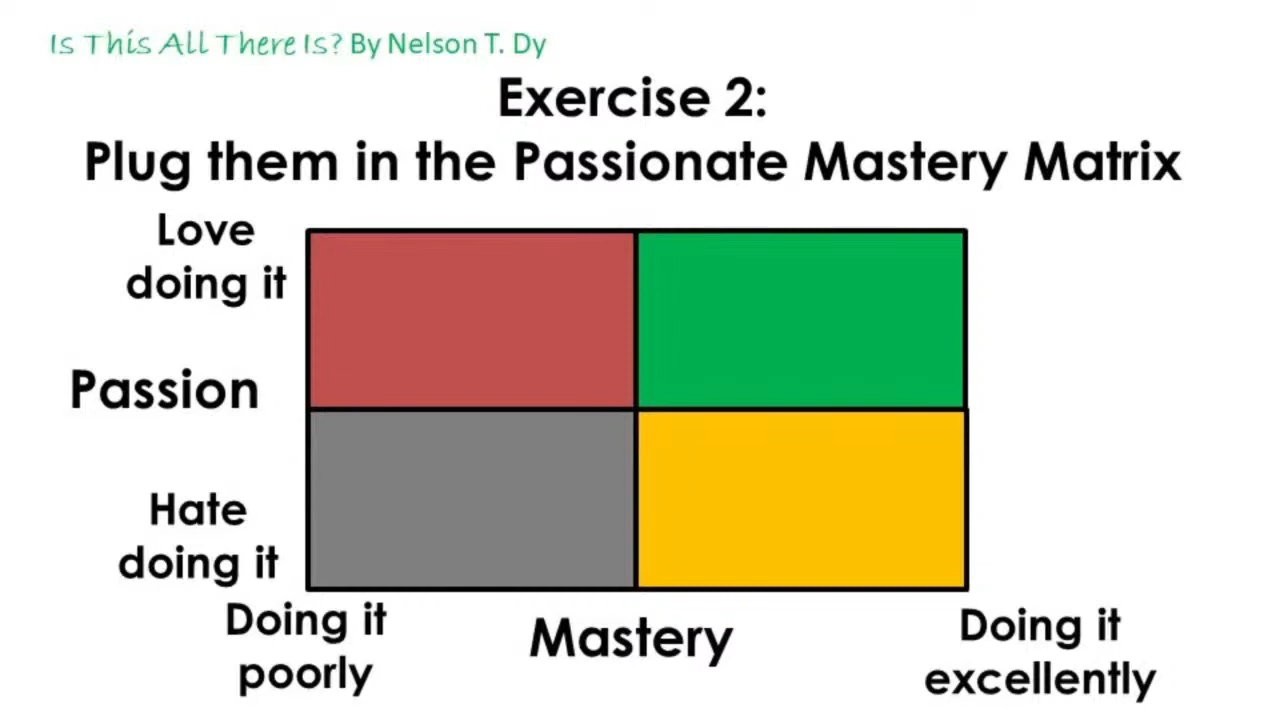 Is This All There Is? By Nelson T. Dy
Exercise 2:
Plug them in the Passionate Mastery Matrix
Love
doing it
Passion
Hate
doing it
Doing it
poorly
Mastery
Doing it
excellently